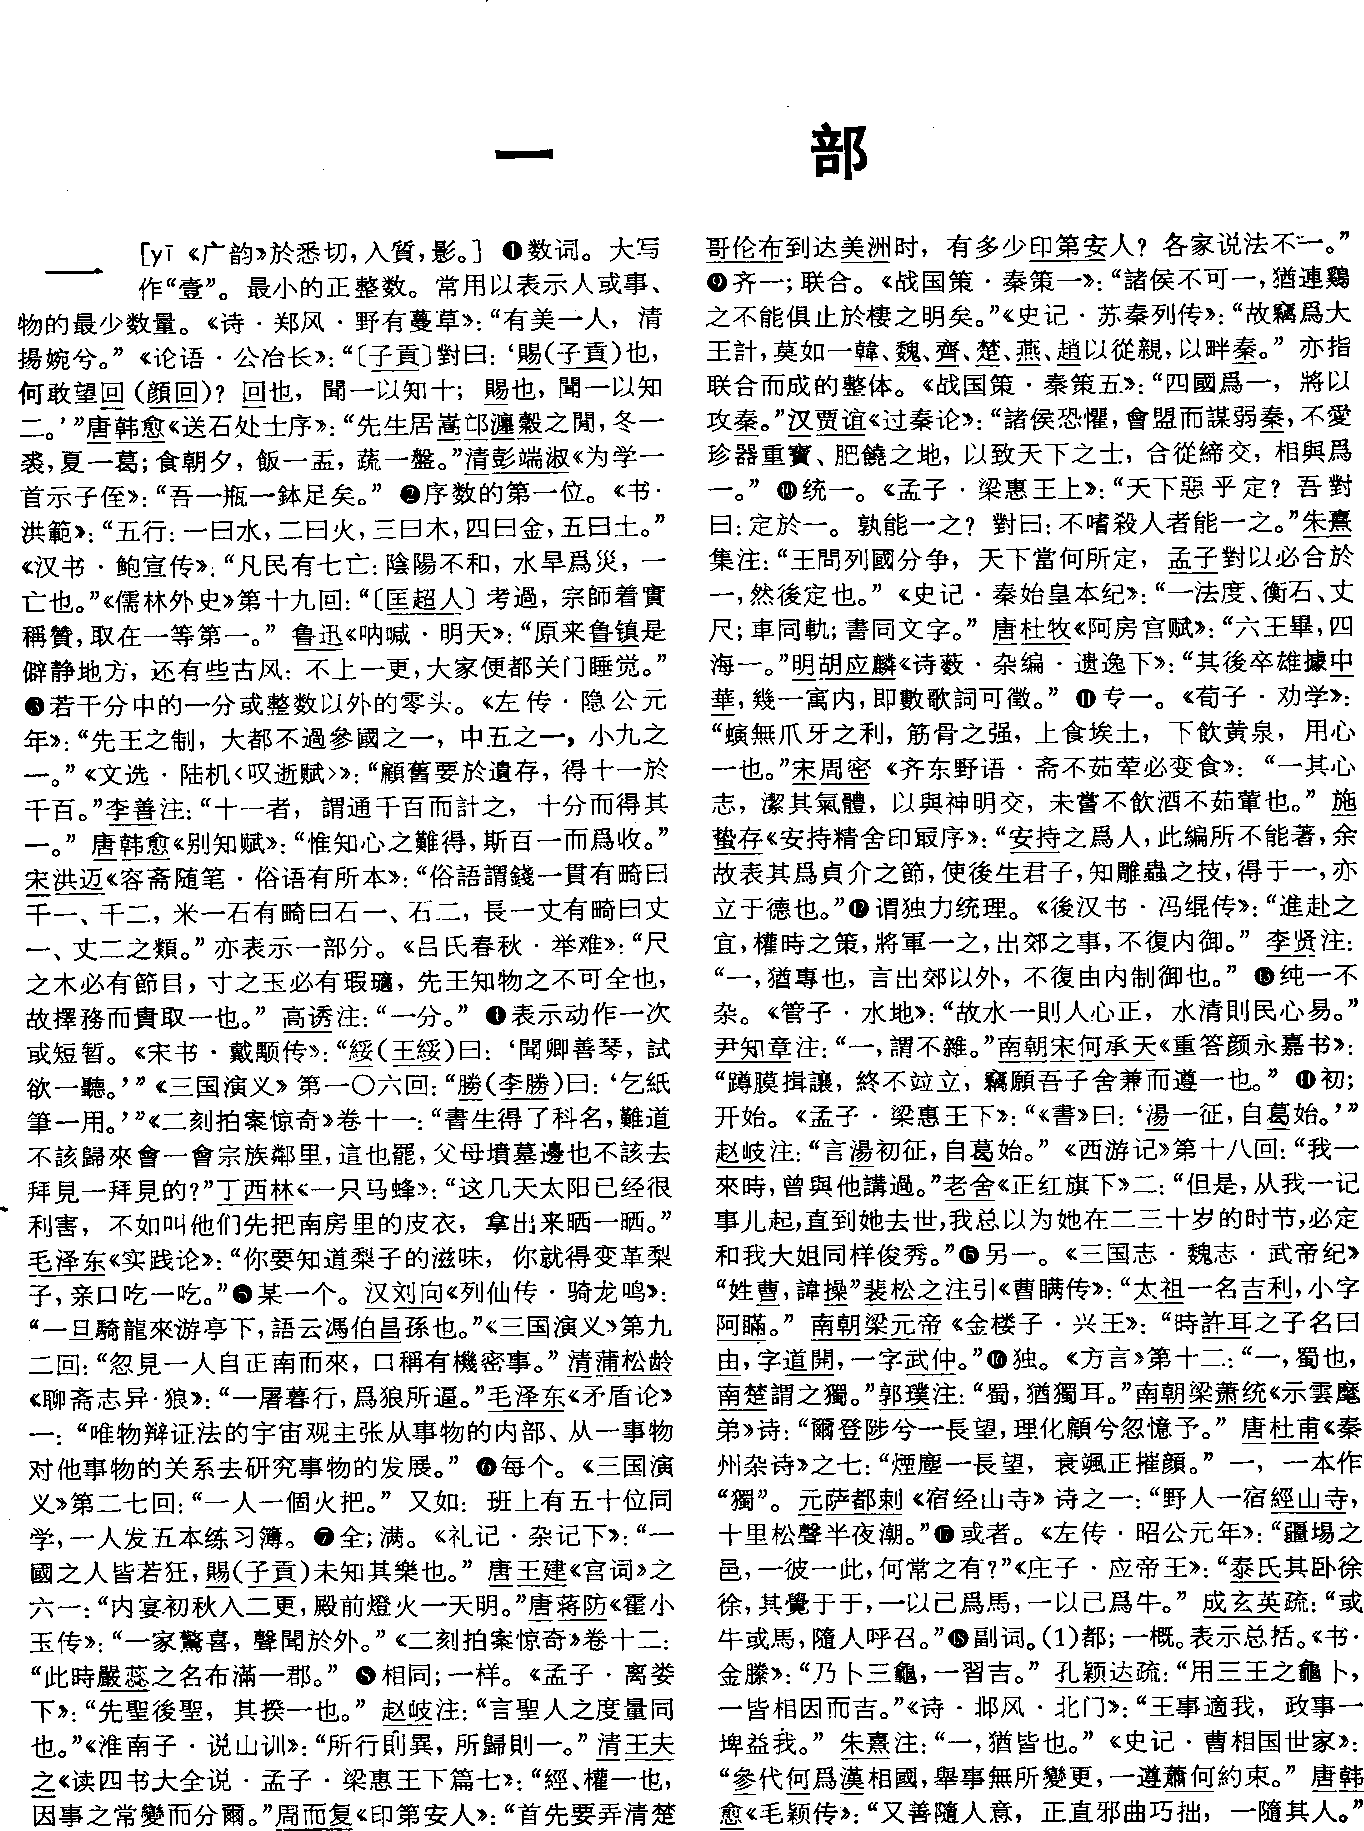 一 部
一 [yī《广韵》於悉切,入質,影。] ❶数词。大写
作“壹”。最小的正整数。常用以表示人或事、
物的最少数量。《诗·郑风·野有蔓草》:“有美一人,清
揚婉兮。”《论语·公冶长》:“〔子貢〕對曰:‘賜(子貢)也,
何敢望回(顔回)?回也,聞一以知十;賜也,聞一以知
二。’”唐韩愈《送石处士序》:“先生居嵩邙瀍穀之間,冬一
裘,夏一葛;食朝夕,飯一盂,蔬一盤。”清彭端淑《为学一
首示子侄》:“吾一瓶一鉢足矣。” ❷序数的第一位。《书·
洪範》:“五行:一曰水,二曰火,三曰木,四曰金,五曰土。”
《汉书·鲍宣传》:“凡民有七亡:陰陽不和,水旱爲災,一
亡也。”《儒林外史》第十九回:“〔匡超人〕考過,宗師着實
稱贊,取在一等第一。”鲁迅《呐喊·明天》:“原来鲁镇是
僻静地方,还有些古风:不上一更,大家便都关门睡觉。”
❸若干分中的一分或整数以外的零头。《左传·隐公元
年》:“先王之制,大都不過參國之一,中五之一,小九之
一。”《文选·陆机〈叹逝赋〉》:“顧舊要於遺存,得十一於
千百。”李善注:“十一者,謂通千百而計之,十分而得其
一。”唐韩愈《别知赋》:“惟知心之難得,斯百一而爲收。”
宋洪迈《容斋随笔·俗语有所本》:“俗語謂錢一貫有畸曰
千一、千二,米一石有畸曰石一、石二,長一丈有畸曰丈
一、丈二之類。”亦表示一部分。《吕氏春秋·举难》:“尺
之木必有節目,寸之玉必有瑕瓋,先王知物之不可全也,
故擇務而貴取一也。”高诱注:“一分。” ❹表示动作一次
或短暂。《宋书·戴颙传》:“綏(王綏)曰:‘聞卿善琴,試
欲一聽。’”《三国演义》第一〇六回:“勝(李勝)曰:‘乞紙
筆一用。’”《二刻拍案惊奇》卷十一:“書生得了科名,難道
不該歸來會一會宗族鄰里,這也罷,父母墳墓邊也不該去
拜見一拜見的?”丁西林《一只马蜂》:“这几天太阳已经很
利害,不如叫他们先把南房里的皮衣,拿出来晒一晒。”
毛泽东《实践论》:“你要知道梨子的滋味,你就得变革梨
子,亲口吃一吃。”❺某一个。汉刘向《列仙传·骑龙鸣》:
“一旦騎龍來游亭下,語云馮伯昌孫也。”《三国演义》第九
二回:“忽見一人自正南而來,口稱有機密事。”清蒲松龄
《聊斋志异·狼》:“一屠暮行,爲狼所逼。”毛泽东《矛盾论》
一:“唯物辩证法的宇宙观主张从事物的内部、从一事物
对他事物的关系去研究事物的发展。” ❻每个。《三国演
义》第二七回:“一人一個火把。”又如:班上有五十位同
学,一人发五本练习簿。 ❼全;满。《礼记·杂记下》:“一
國之人皆若狂,賜(子貢)未知其樂也。”唐王建《宫词》之
六一:“内宴初秋入二更,殿前燈火一天明。”唐蒋防《霍小
玉传》:“一家驚喜,聲聞於外。”《二刻拍案惊奇》卷十二:
“此時嚴蕊之名布滿一郡。” ❽相同;一样。《孟子·离娄
下》:“先聖後聖,其揆一也。”赵岐注:“言聖人之度量同
也。”《淮南子·说山训》:“所行則異,所歸則一。”清王夫
之《读四书大全说·孟子·梁惠王下篇七》:“經、權一也,
因事之常變而分爾。”周而复《印第安人》:“首先要弄清楚
哥伦布到达美洲时,有多少印第安人?各家说法不一。”
❾齐一;联合。《战国策·秦策一》:“諸侯不可一,猶連鷄
之不能俱止於棲之明矣。”《史记·苏秦列传》:“故竊爲大
王計,莫如一韓、魏、齊、楚、燕、趙以從親,以畔秦。”亦指
联合而成的整体。《战国策·秦策五》:“四國爲一,將以
攻秦。”汉贾谊《过秦论》:“諸侯恐懼,會盟而謀弱秦,不愛
珍器重寶、肥饒之地,以致天下之士,合從締交,相與爲
一。” ❿统一。《孟子·梁惠王上》:“天下惡乎定?吾對
曰:定於一。孰能一之?對曰:不嗜殺人者能一之。”朱熹
集注:“王問列國分争,天下當何所定,孟子對以必合於
一,然後定也。”《史记·秦始皇本纪》:“一法度、衡石、丈
尺;車同軌;書同文字。”唐杜牧《阿房宫赋》:“六王畢,四
海一。”明胡应麟《诗薮·杂编·遗逸下》:“其後卒雄據中
華,幾一寓内,即數歌詞可徵。” ⓫专一。《荀子·劝学》:
“螾無爪牙之利,筋骨之强,上食埃土,下飲黄泉,用心
一也。”宋周密《齐东野语·斋不茹荤必变食》:“一其心
志,潔其氣體,以與神明交,未嘗不飲酒不茹葷也。”施
蛰存《安持精舍印冣序》:“安持之爲人,此編所不能著,余
故表其爲貞介之節,使後生君子,知雕蟲之技,得于一,亦
立于德也。”⓬谓独力统理。《後汉书·冯绲传》:“進赴之
宜,權時之策,將軍一之,出郊之事,不復内御。”李贤注:
“一,猶專也,言出郊以外,不復由内制御也。” ⓭纯一不
杂。《管子·水地》:“故水一則人心正,水清則民心易。”
尹知章注:“一,謂不雜。”南朝宋何承天《重答颜永嘉书》:
“蹲膜揖讓,終不竝立,竊願吾子舍兼而遵一也。” ⓮初;
开始。《孟子·梁惠王下》:“《書》曰:‘湯一征,自葛始。’”
赵岐注:“言湯初征,自葛始。”《西游记》第十八回:“我一
來時,曾與他講過。”老舍《正红旗下》二:“但是,从我一记
事儿起,直到她去世,我总以为她在二三十岁的时节,必定
和我大姐同样俊秀。”⓯另一。《三国志·魏志·武帝纪》
“姓曹,諱操”裴松之注引《曹瞒传》:“太祖一名吉利,小字
阿瞞。”南朝梁元帝《金楼子·兴王》:“時許耳之子名曰
由,字道開,一字武仲。”⓰独。《方言》第十二:“一,蜀也,
南楚謂之獨。”郭璞注:“蜀,猶獨耳。”南朝梁萧统《示雲麾
弟》诗:“爾登陟兮一長望,理化顧兮忽憶予。”唐杜甫《秦
州杂诗》之七:“煙塵一長望,衰颯正摧顔。”一,一本作
“獨”。元萨都剌《宿经山寺》诗之一:“野人一宿經山寺,
十里松聲半夜潮。”⓱或者。《左传·昭公元年》:“疆埸之
邑,一彼一此,何常之有?”《庄子·应帝王》:“泰氏其卧徐
徐,其覺于于,一以己爲馬,一以己爲牛。”成玄英疏:“或
牛或馬,隨人呼召。”⓲副词。(1)都;一概。表示总括。《书·
金滕》:“乃卜三龜,一習吉。”孔颖达疏:“用三王之龜卜,
一皆相因而吉。”《诗·邶风·北门》:“王事適我,政事一
埤益我。”朱熹注:“一,猶皆也。”《史记·曹相国世家》:
“參代何爲漢相國,舉事無所變更,一遵蕭何約束。”唐韩
愈《毛颖传》:“又善隨人意,正直邪曲巧拙,一隨其人。”